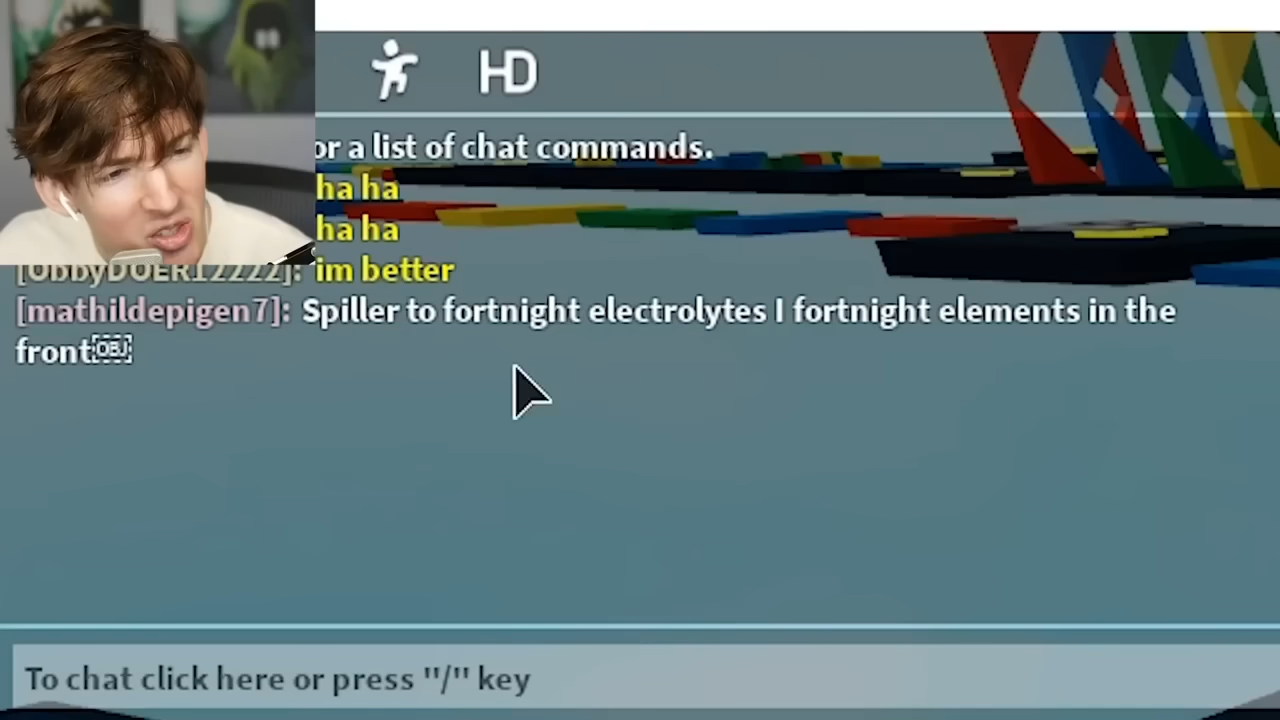 HD
or a list of chat commands.
ha ha
ha ha
[ObbyDOER12222]: im better
[mathildepigen7]: Spiller to fortnight electrolytes I fortnight elements in the
front￼
To chat click here or press "/" key